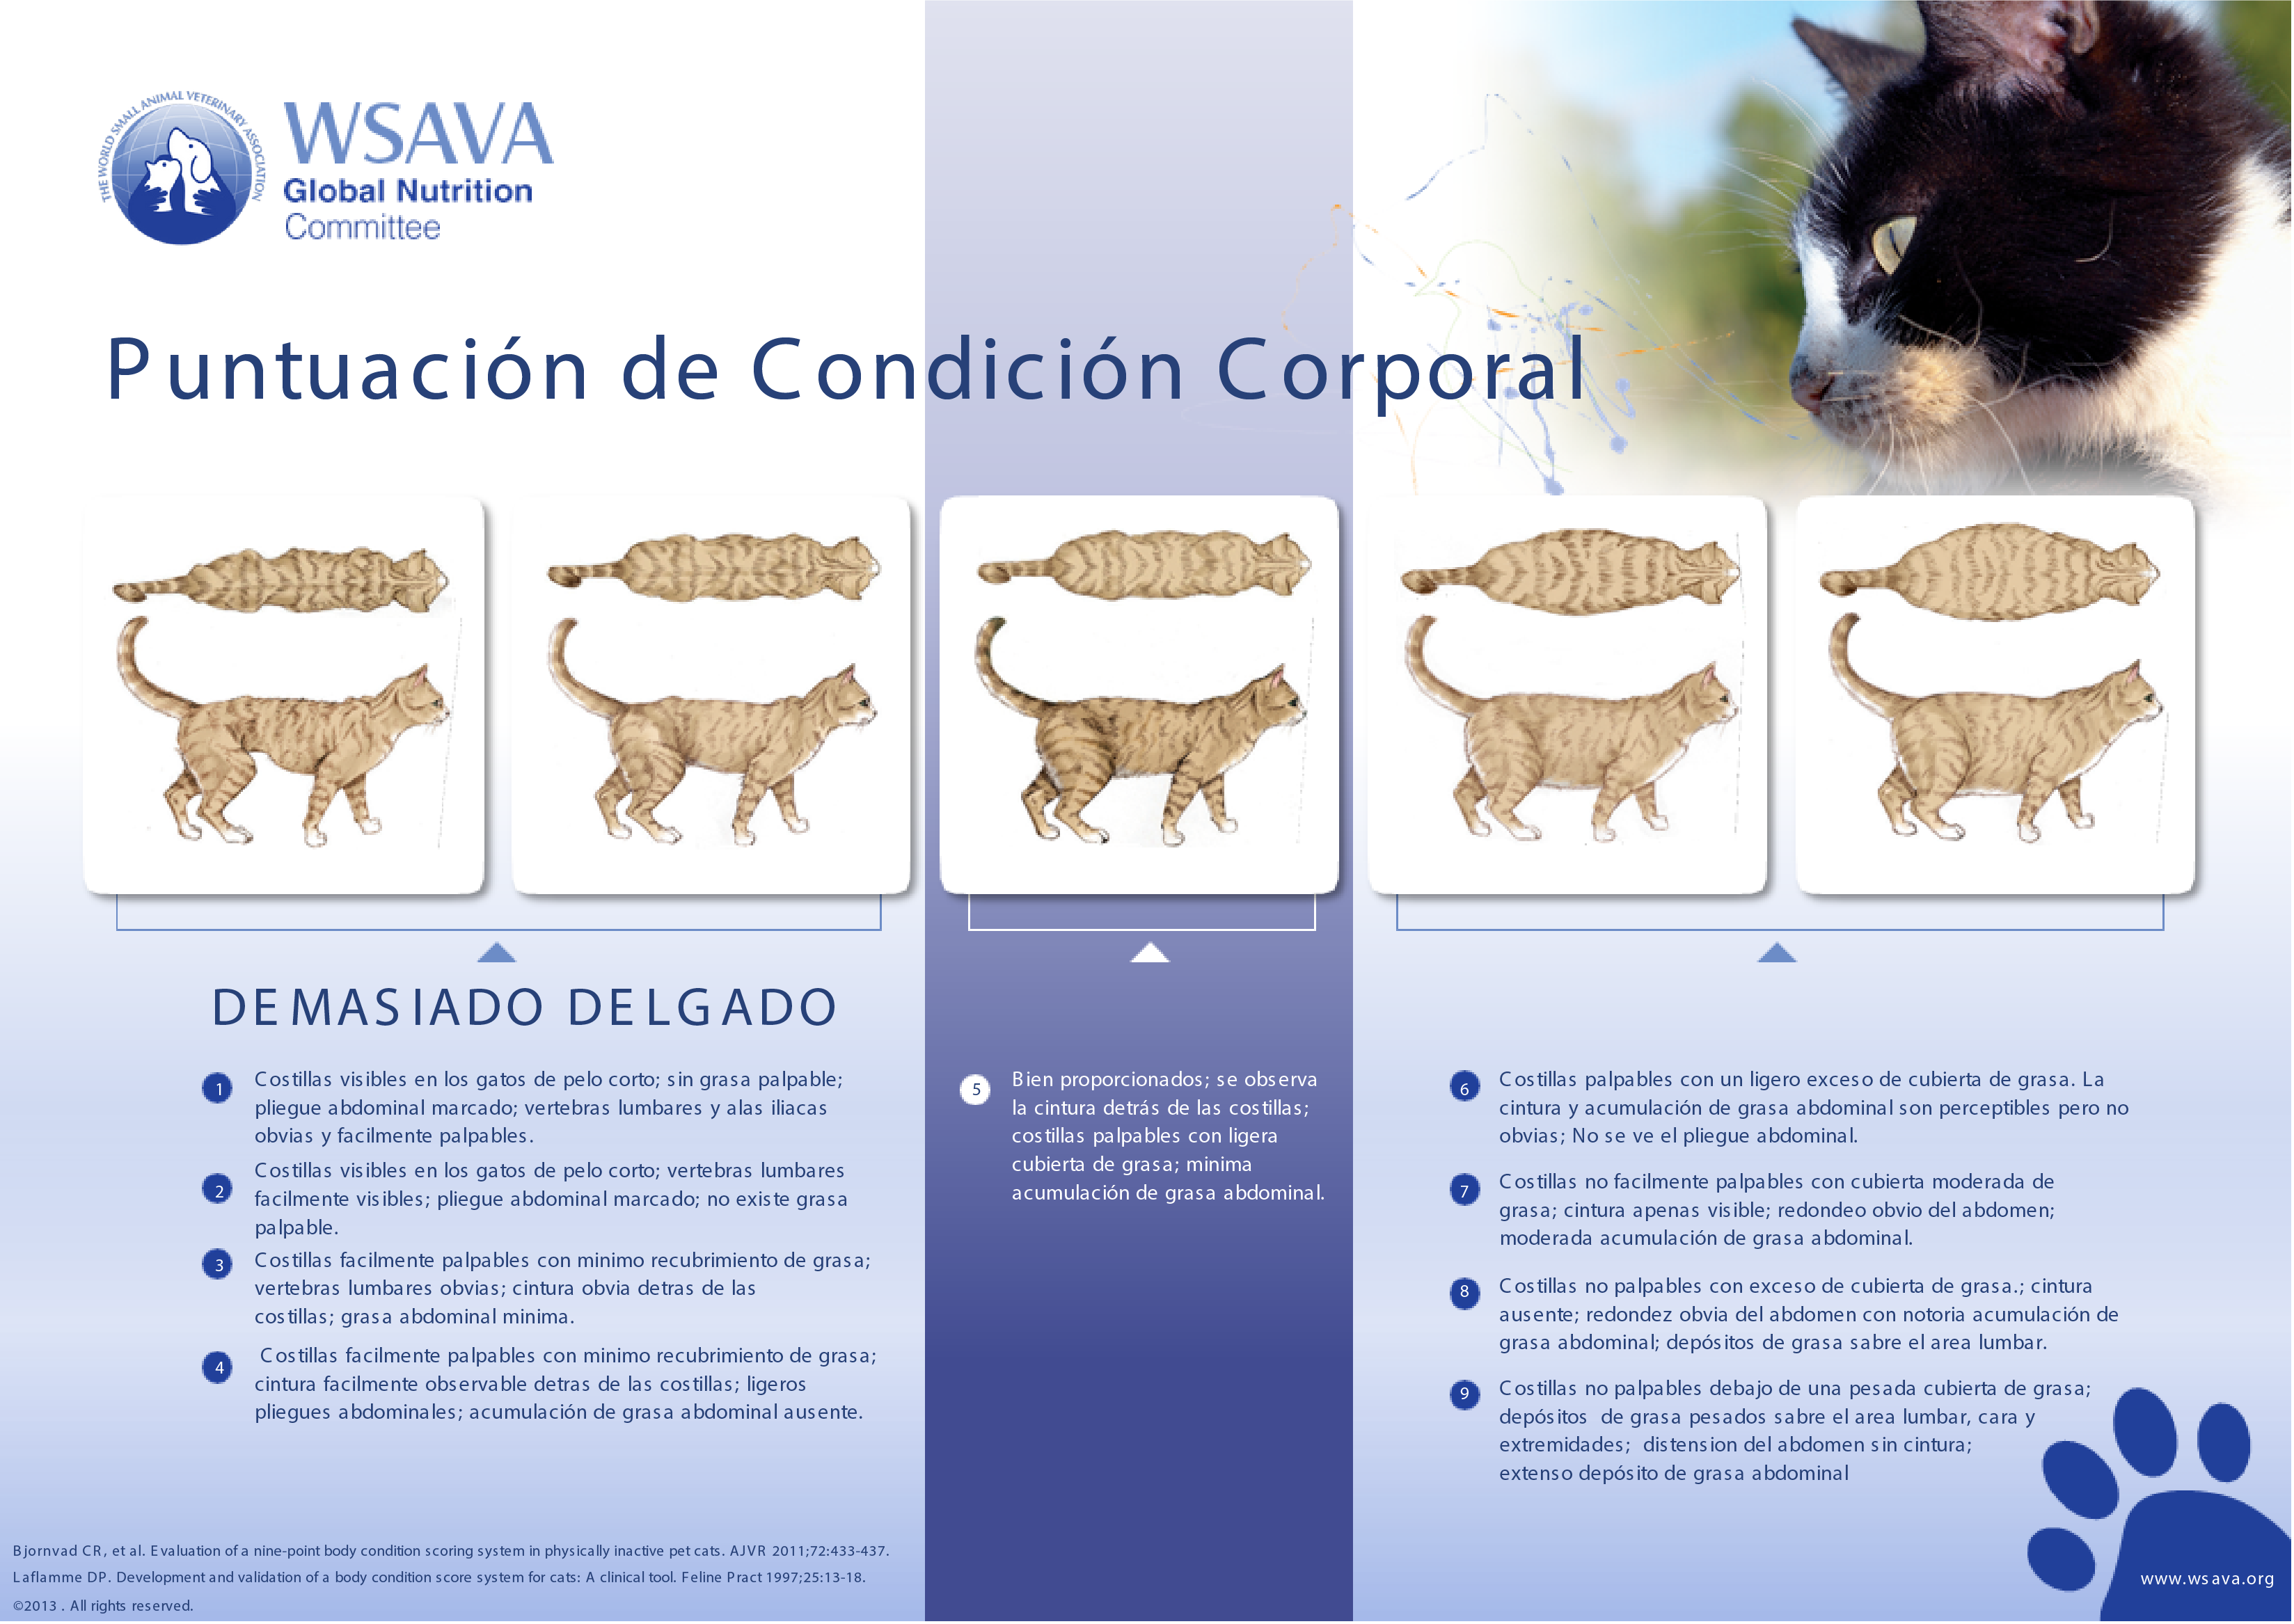 THE WORLD SMALL ANIMAL VETERINARY ASSOCIATION
WSAVA
Global Nutrition
Committee
Puntuación de Condición Corporal
DEMASIADO DELGADO
1 Costillas visibles en los gatos de pelo corto; sin grasa palpable;
pliegue abdominal marcado; vertebras lumbares y alas iliacas
obvias y facilmente palpables.
2 Costillas visibles en los gatos de pelo corto; vertebras lumbares
facilmente visibles; pliegue abdominal marcado; no existe grasa
palpable.
3 Costillas facilmente palpables con minimo recubrimiento de grasa;
vertebras lumbares obvias; cintura obvia detras de las
costillas; grasa abdominal minima.
4 Costillas facilmente palpables con minimo recubrimiento de grasa;
cintura facilmente observable detras de las costillas; ligeros
pliegues abdominales; acumulación de grasa abdominal ausente.
5 Bien proporcionados; se observa
la cintura detrás de las costillas;
costillas palpables con ligera
cubierta de grasa; minima
acumulación de grasa abdominal.
6 Costillas palpables con un ligero exceso de cubierta de grasa. La
cintura y acumulación de grasa abdominal son perceptibles pero no
obvias; No se ve el pliegue abdominal.
7 Costillas no facilmente palpables con cubierta moderada de
grasa; cintura apenas visible; redondeo obvio del abdomen;
moderada acumulación de grasa abdominal.
8 Costillas no palpables con exceso de cubierta de grasa.; cintura
ausente; redondez obvia del abdomen con notoria acumulación de
grasa abdominal; depósitos de grasa sabre el area lumbar.
9 Costillas no palpables debajo de una pesada cubierta de grasa;
depósitos de grasa pesados sabre el area lumbar, cara y
extremidades; distension del abdomen sin cintura;
extenso depósito de grasa abdominal
Bjornvad CR, et al. Evaluation of a nine-point body condition scoring system in physically inactive pet cats. AJVR 2011;72:433-437.
Laflamme DP. Development and validation of a body condition score system for cats: A clinical tool. Feline Pract 1997;25:13-18.
©2013 . All rights reserved.
www.wsava.org